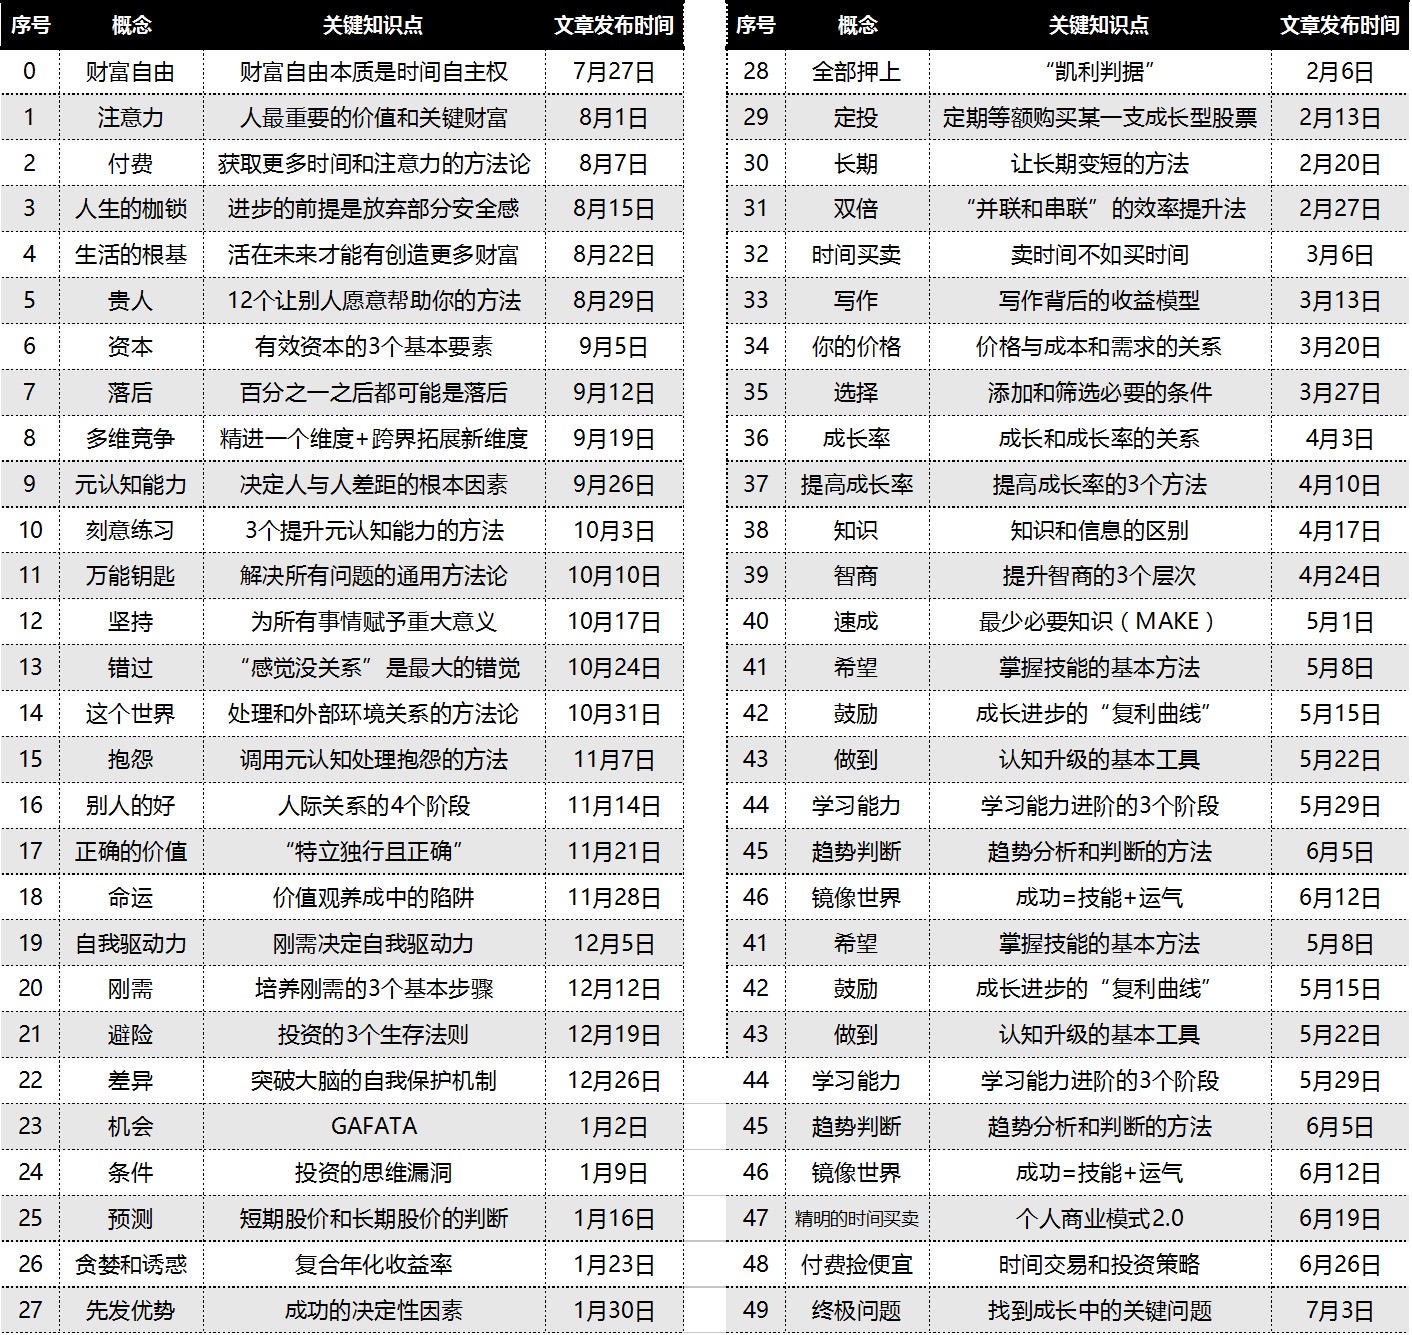 序号 概念 关键知识点 文章发布时间
0 财富自由 财富自由本质是时间自主权 7月27日
1 注意力 人最重要的价值和关键财富 8月1日
2 付费 获取更多时间和注意力的方法论 8月7日
3 人生的枷锁 进步的前提是放弃部分安全感 8月15日
4 生活的根基 活在未来才能有创造更多财富 8月22日
5 贵人 12个让别人愿意帮助你的方法 8月29日
6 资本 有效资本的3个基本要素 9月5日
7 落后 百分之一之后都可能是落后 9月12日
8 多维竞争 精进一个维度+跨界拓展新维度 9月19日
9 元认知能力 决定人与人差距的根本因素 9月26日
10 刻意练习 3个提升元认知能力的方法 10月3日
11 万能钥匙 解决所有问题的通用方法论 10月10日
12 坚持 为所有事情赋予重大意义 10月17日
13 错过 “感觉没关系”是最大的错觉 10月24日
14 这个世界 处理和外部环境关系的方法论 10月31日
15 抱怨 调用元认知处理抱怨的方法 11月7日
16 别人的好 人际关系的4个阶段 11月14日
17 正确的价值 “特立独行且正确” 11月21日
18 命运 价值观养成中的陷阱 11月28日
19 自我驱动力 刚需决定自我驱动力 12月5日
20 刚需 培养刚需的3个基本步骤 12月12日
21 避险 投资的3个生存法则 12月19日
22 差异 突破大脑的自我保护机制 12月26日
23 机会 GAFATA 1月2日
24 条件 投资的思维漏洞 1月9日
25 预测 短期股价和长期股价的判断 1月16日
26 贪婪和诱惑 复合年化收益率 1月23日
27 先发优势 成功的决定性因素 1月30日
序号 概念 关键知识点 文章发布时间
28 全部押上 “凯利判据” 2月6日
29 定投 定期等额购买某一支成长型股票 2月13日
30 长期 让长期变短的方法 2月20日
31 双倍 “并联和串联”的效率提升法 2月27日
32 时间买卖 卖时间不如买时间 3月6日
33 写作 写作背后的收益模型 3月13日
34 你的价格 价格与成本和需求的关系 3月20日
35 选择 添加和筛选必要的条件 3月27日
36 成长率 成长和成长率的关系 4月3日
37 提高成长率 提高成长率的3个方法 4月10日
38 知识 知识和信息的区别 4月17日
39 智商 提升智商的3个层次 4月24日
40 速成 最少必要知识（MAKE） 5月1日
41 希望 掌握技能的基本方法 5月8日
42 鼓励 成长进步的“复利曲线” 5月15日
43 做到 认知升级的基本工具 5月22日
44 学习能力 学习能力进阶的3个阶段 5月29日
45 趋势判断 趋势分析和判断的方法 6月5日
46 镜像世界 成功=技能+运气 6月12日
41 希望 掌握技能的基本方法 5月8日
42 鼓励 成长进步的“复利曲线” 5月15日
43 做到 认知升级的基本工具 5月22日
44 学习能力 学习能力进阶的3个阶段 5月29日
45 趋势判断 趋势分析和判断的方法 6月5日
46 镜像世界 成功=技能+运气 6月12日
47 精明的时间买卖 个人商业模式2.0 6月19日
48 付费捡便宜 时间交易和投资策略 6月26日
49 终极问题 找到成长中的关键问题 7月3日